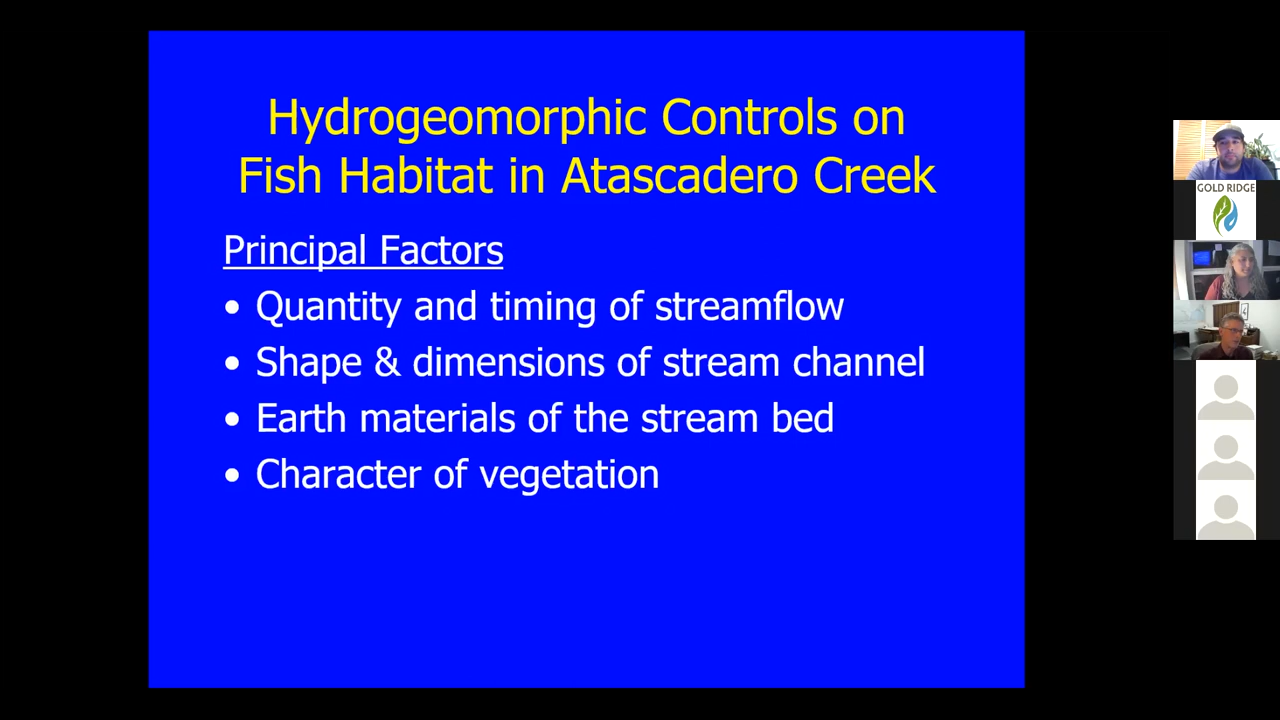 Hydrogeomorphic Controls on
Fish Habitat in Atascadero Creek
Principal Factors
• Quantity and timing of streamflow
• Shape & dimensions of stream channel
• Earth materials of the stream bed
• Character of vegetation
GOLD RIDGE